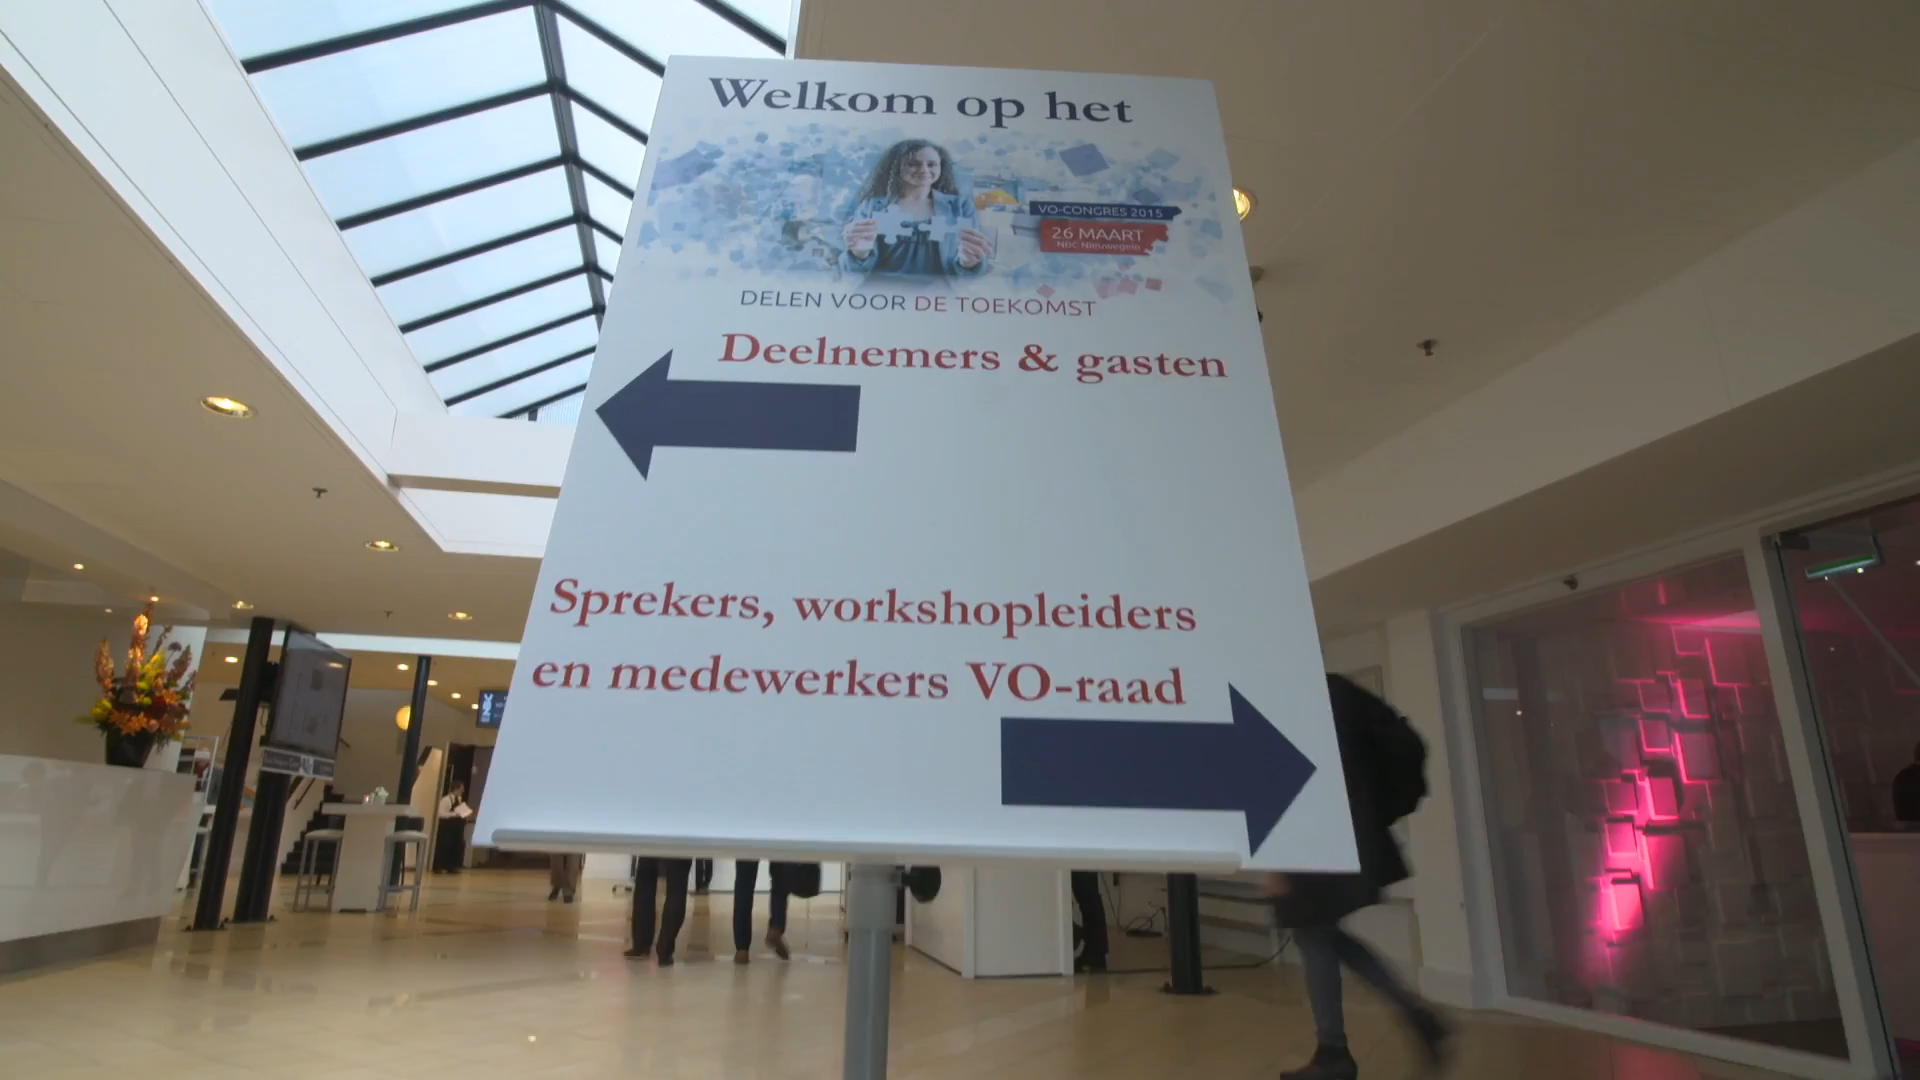 Welkom op het
VO-CONGRES 2015
26 MAART
NBC Nieuwegein
DELEN VOOR DE TOEKOMST
Deelnemers & gasten
Sprekers, workshopleiders
en medewerkers VO-raad